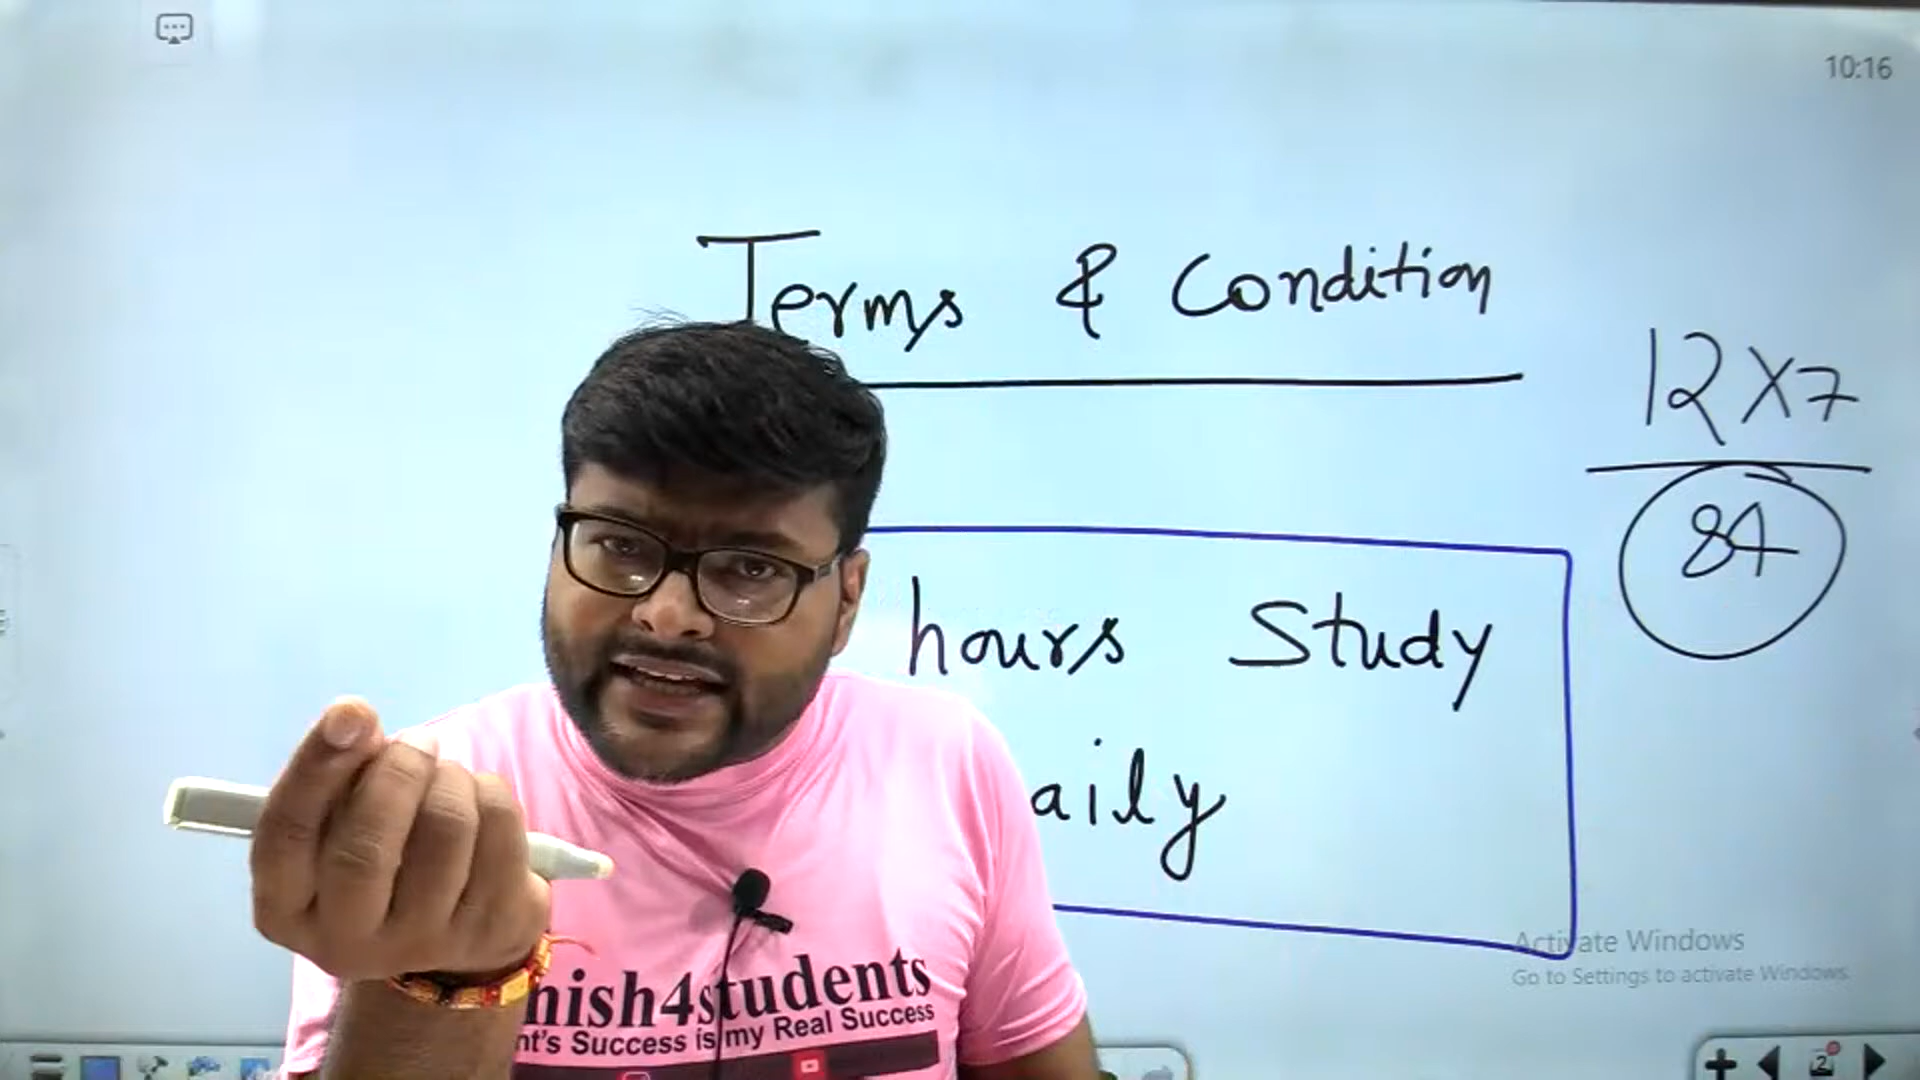 10:16
Terms & Condition
12X7
84
hours Study
aily
nish4students
nt's Success is my Real Success
Activate Windows
Go to Settings to activate Windows.
2